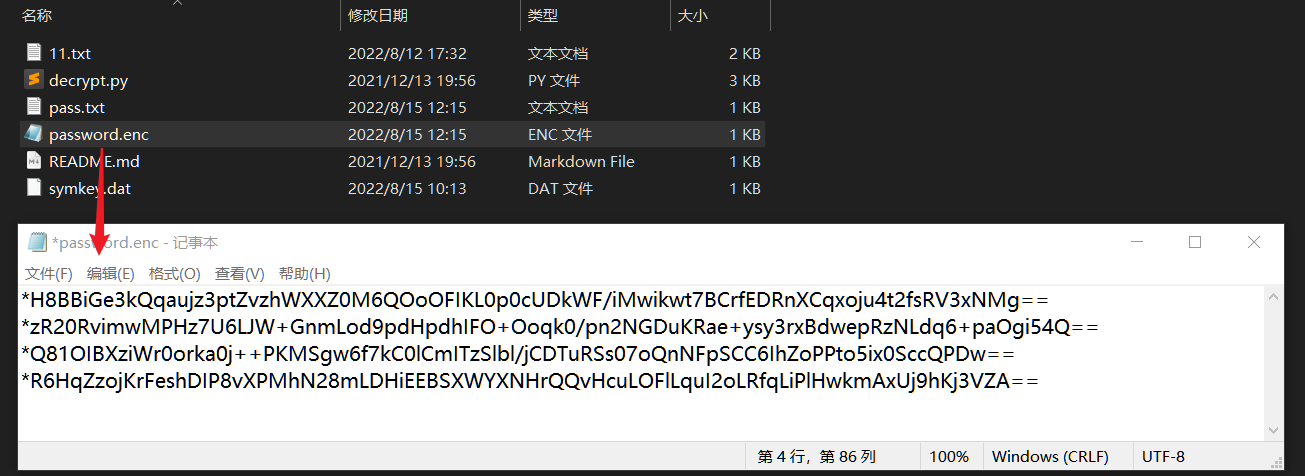 名称 修改日期 类型 大小
11.txt 2022/8/12 17:32 文本文档 2 KB
decrypt.py 2021/12/13 19:56 PY 文件 3 KB
pass.txt 2022/8/15 12:15 文本文档 1 KB
password.enc 2022/8/15 12:15 ENC 文件 1 KB
README.md 2021/12/13 19:56 Markdown File 1 KB
symkey.dat 2022/8/15 10:13 DAT 文件 1 KB
*password.enc - 记事本
文件(F) 编辑(E) 格式(O) 查看(V) 帮助(H)
*H8BBiGe3kQqaujz3ptZvzhWXXZ0M6QOoOFIKL0p0cUDkWF/iMwikwt7BCrfEDRnXCqxoju4t2fsRV3xNMg==
*zR20RvimwMPHz7U6LJW+GnmLod9pdHpdhIFO+Ooqk0/pn2NGDuKRae+ysy3rxBdwepRzNLdq6+paOgi54Q==
*Q81OIBXziWr0orka0j++PKMSgw6f7kC0lCmITzSlbl/jCDTuRSs07oQnNFpSCC6IhZoPPto5ix0SccQPDw==
*R6HqZzojKrFeshDIP8vXPMhN28mLDHiEEBSXWYXNHrQQvHcuLOFlLquI2oLRfqLiPlHwkmAxUj9hKj3VZA==
第 4 行，第 86 列 100% Windows (CRLF) UTF-8